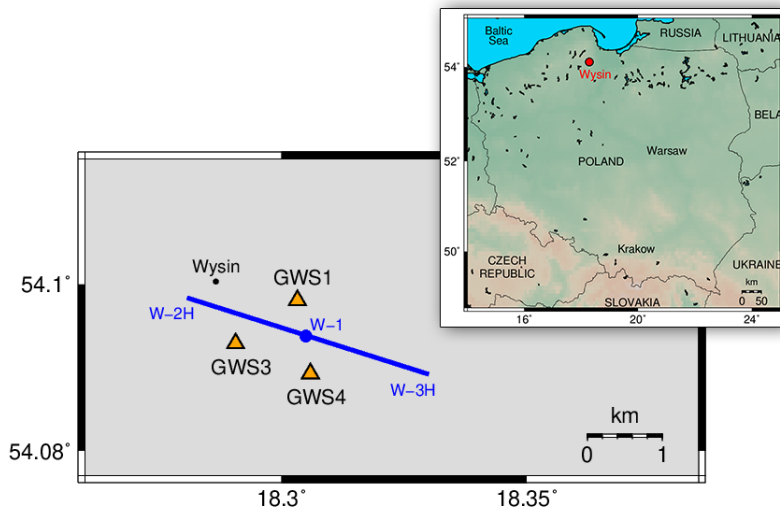 Baltic
Sea
RUSSIA
LITHUANIA
54°
Wysin
BELA
52°
POLAND
Warsaw
50°
Krakow
CZECH
REPUBLIC
UKRAINE
SLOVAKIA
km
0 50
16°
20°
24°
Wysin
GWS1
54.1°
W−2H
W−1
GWS3
GWS4
W−3H
km
0 1
54.08°
18.3°
18.35°